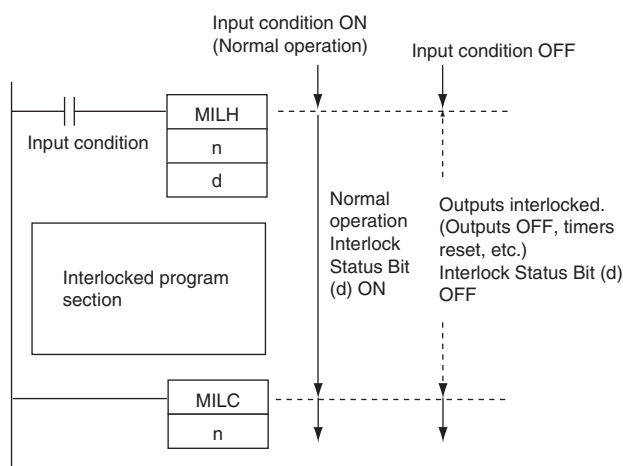 Input condition ON
(Normal operation)
Input condition OFF
MILH
Input condition
n
d
Normal
operation
Interlock
Status Bit
(d) ON
Outputs interlocked.
(Outputs OFF, timers
reset, etc.)
Interlock Status Bit (d)
OFF
Interlocked program
section
MILC
n